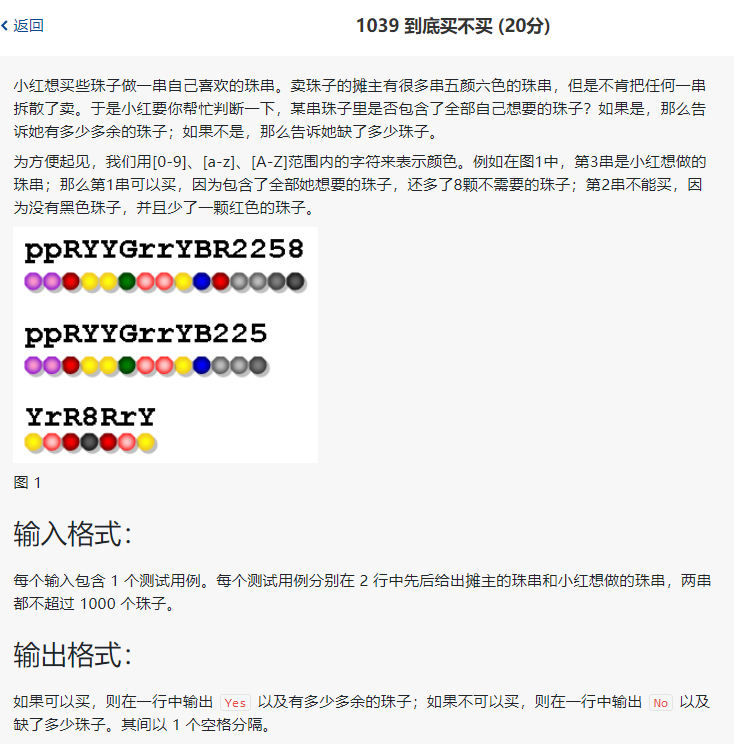 返回
1039 到底买不买 (20分)
小红想买些珠子做一串自己喜欢的珠串。卖珠子的摊主有很多串五颜六色的珠串，但是不肯把任何一串
拆散了卖。于是小红要你帮忙判断一下，某串珠子里是否包含了全部自己想要的珠子？如果是，那么告
诉她有多少多余的珠子；如果不是，那么告诉她缺了多少珠子。
为方便起见，我们用[0-9]、[a-z]、[A-Z]范围内的字符来表示颜色。例如在图1中，第3串是小红想做的
珠串；那么第1串可以买，因为包含了全部她想要的珠子，还多了8颗不需要的珠子；第2串不能买，因
为没有黑色珠子，并且少了一颗红色的珠子。
ppRYYGrrYBR2258
ppRYYGrrYB225
YrR8RrY
图 1
输入格式：
每个输入包含 1 个测试用例。每个测试用例分别在 2 行中先后给出摊主的珠串和小红想做的珠串，两串
都不超过 1000 个珠子。
输出格式：
如果可以买，则在一行中输出 Yes 以及有多少多余的珠子；如果不可以买，则在一行中输出 No 以及
缺了多少珠子。其间以 1 个空格分隔。